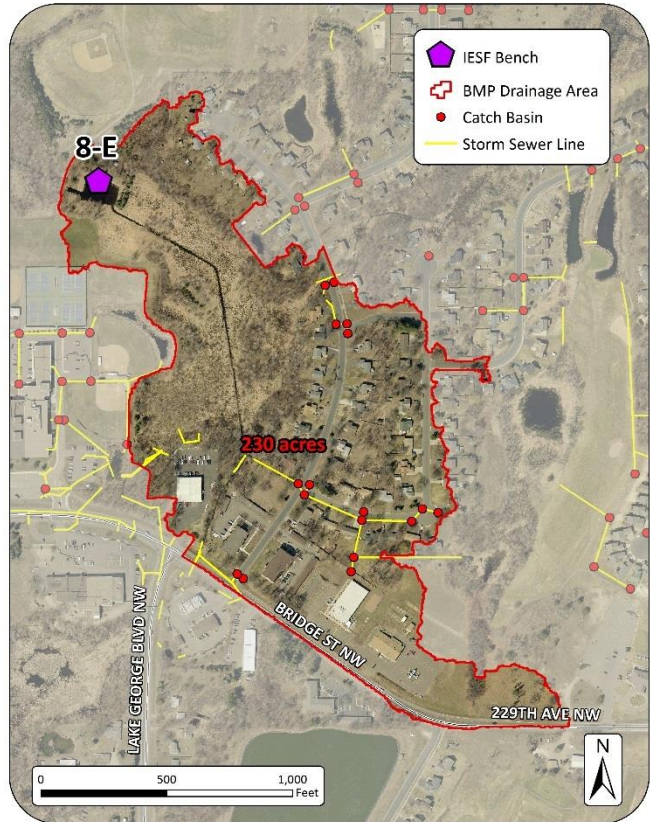 IESF Bench
BMP Drainage Area
Catch Basin
Storm Sewer Line
8-E
230 acres
LAKE GEORGE BLVD NW
BRIDGE ST NW
229TH AVE NW
0 500 1,000
Feet
N